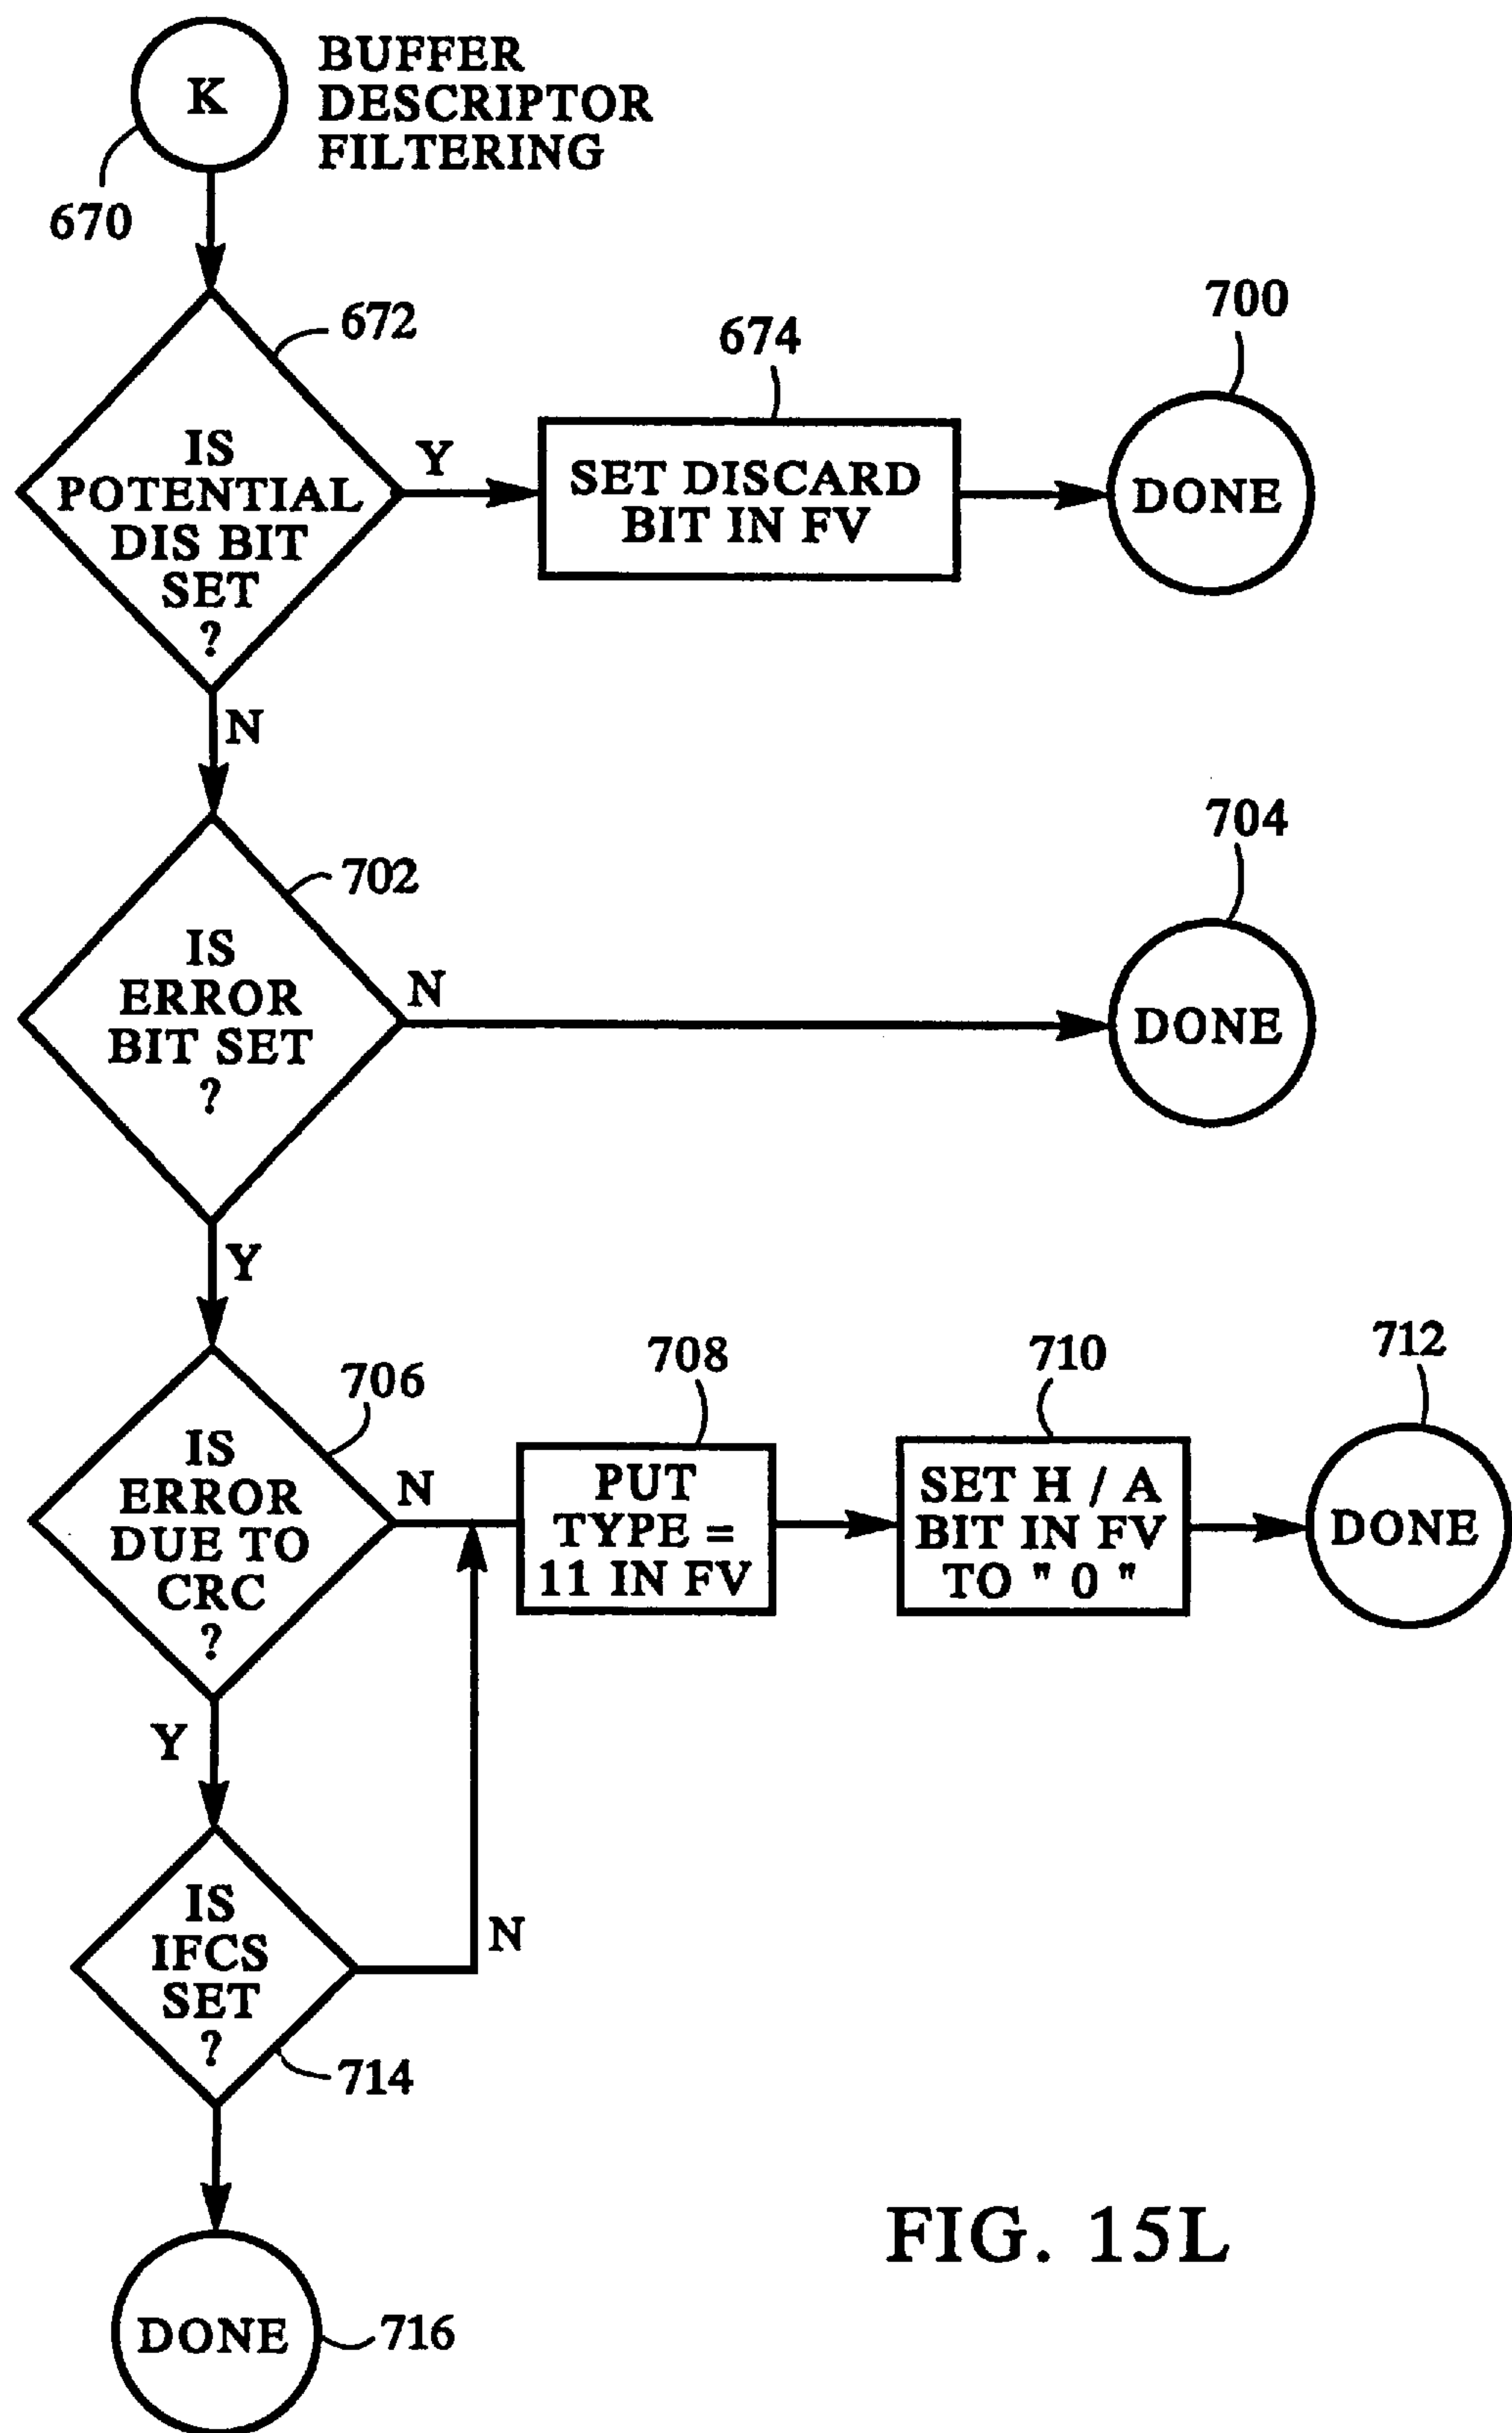 K
BUFFER
DESCRIPTOR
FILTERING
670
672
IS
POTENTIAL
DIS BIT
SET
?
Y
674
SET DISCARD
BIT IN FV
700
DONE
N
702
IS
ERROR
BIT SET
?
N
704
DONE
Y
706
IS
ERROR
DUE TO
CRC
?
N
708
PUT
TYPE =
11 IN FV
710
SET H / A
BIT IN FV
TO " 0 "
712
DONE
Y
IS
IFCS
SET
?
N
714
DONE
716
FIG. 15L